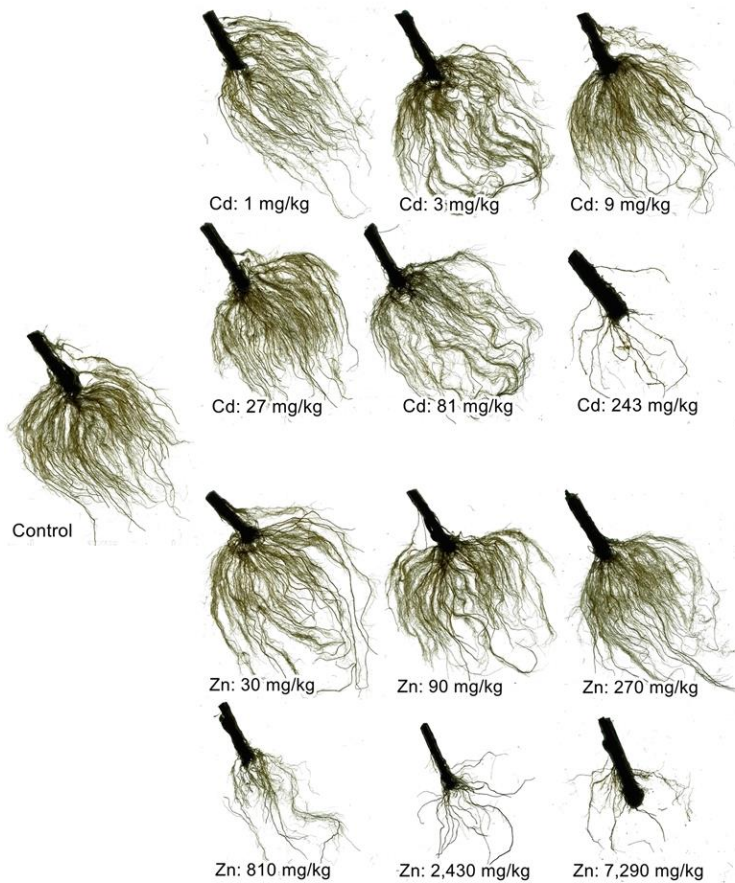 Cd: 1 mg/kg
Cd: 3 mg/kg
Cd: 9 mg/kg
Cd: 27 mg/kg
Cd: 81 mg/kg
Cd: 243 mg/kg
Control
Zn: 30 mg/kg
Zn: 90 mg/kg
Zn: 270 mg/kg
Zn: 810 mg/kg
Zn: 2,430 mg/kg
Zn: 7,290 mg/kg